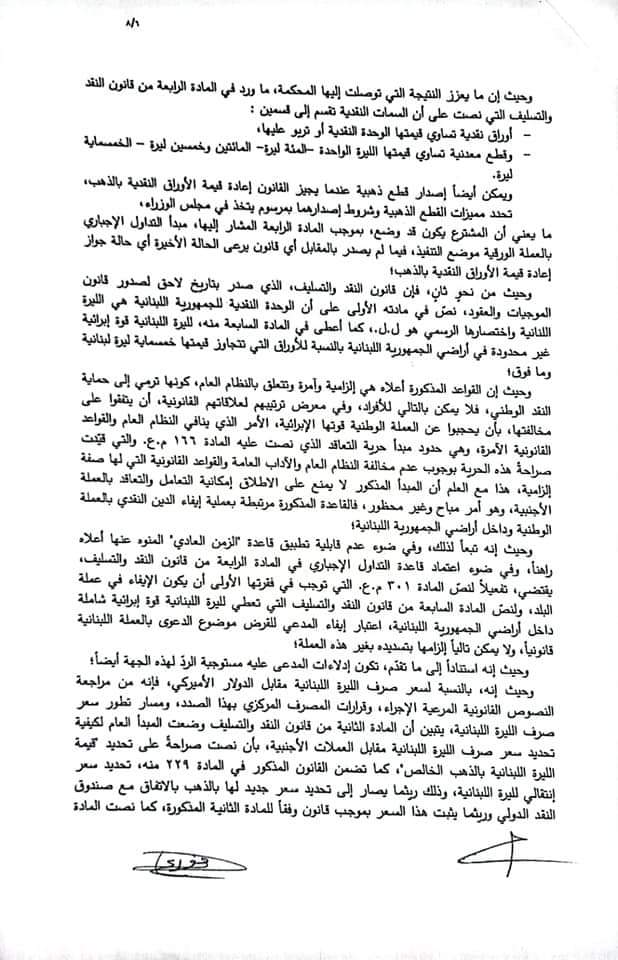 ٨/٦
وحيث إن ما يعزز النتيجة التي توصلت إليها المحكمة، ما ورد في المادة الرابعة من قانون النقد
والتسليف التي نصت على أن السمات النقدية تقسم إلى قسمين :
– أوراق نقدية تساوي قيمتها الوحدة النقدية أو تربو عليها،
– وقطع معدنية تساوي قيمتها الليرة الواحدة –المئة ليرة– المائتين وخمسين ليرة – الخمسماية
ليرة.
ويمكن أيضاً إصدار قطع ذهبية عندما يجيز القانون إعادة قيمة الأوراق النقدية بالذهب،
تحدد مميزات القطع الذهبية وشروط إصدارهما بمرسوم يتخذ في مجلس الوزراء،
ما يعني أن المشترع يكون قد وضع، بموجب المادة الرابعة المشار إليها، مبدأ التداول الإجباري
بالعملة الورقية موضع التنفيذ، فيما لم يصدر بالمقابل أي قانون يرعى الحالة الأخيرة أي حالة جواز
إعادة قيمة الأوراق النقدية بالذهب؛
وحيث من نحوٍ ثانٍ، فإن قانون النقد والتسليف، الذي صدر بتاريخ لاحق لصدور قانون
الموجبات والعقود، نصّ في مادته الأولى على أن الوحدة النقدية للجمهورية اللبنانية هي الليرة
اللنانية واختصارها الرسمي هو ل.ل.، كما أعطى في المادة السابعة منه، لليرة اللبنانية قوة إبرائية
غير محدودة في أراضي الجمهورية اللبنانية بالنسبة للأوراق التي تتجاوز قيمتها خمسماية ليرة لبنانية
وما فوق؛
وحيث إن القواعد المذكورة أعلاه هي إلزامية وآمرة وتتعلق بالنظام العام، كونها ترمي إلى حماية
النقد الوطني، فلا يمكن بالتالي للأفراد، وفي معرض ترتيبهم لعلاقاتهم القانونية، أن يتفقوا على
مخالفتها، بأن يحجبوا عن العملة الوطنية قوتها الإبرائية، الأمر الذي ينافي النظام العام والقواعد
القانونية الآمرة، وهي حدود مبدأ حرية التعاقد الذي نصت عليه المادة ١٦٦ م.ع. والتي قيّدت
صراحةً هذه الحرية بوجوب عدم مخالفة النظام العام والآداب العامة والقواعد القانونية التي لها صفة
إلزامية، هذا مع العلم أن المبدأ المذكور لا يمنع على الاطلاق إمكانية التعامل والتعاقد بالعملة
الأجنبية، وهو أمر مباح وغير محظور، فالقاعدة المذكورة مرتبطة بعملية إيفاء الدين النقدي بالعملة
الوطنية وداخل أراضي الجمهورية اللبنانية؛
وحيث إنه تبعاً لذلك، وفي ضوء عدم قابلية تطبيق قاعدة "الزمن العادي" المنوه عنها أعلاه
راهناً، وفي ضوء اعتماد قاعدة التداول الإجباري في المادة الرابعة من قانون النقد والتسليف،
يقتضي، تفعيلاً لنصّ المادة ٣٠١ م.ع. التي توجب في فقرتها الأولى أن يكون الإيفاء في عملة
البلد، ولنصّ المادة السابعة من قانون النقد والتسليف التي تعطي لليرة اللبنانية قوة إبرائية شاملة
داخل أراضي الجمهورية اللبنانية، اعتبار إيفاء المدعي للقرض موضوع الدعوى بالعملة اللبنانية
قانونياً، ولا يمكن تالياً إلزامها بتسديده بغير هذه العملة؛
وحيث إنه استناداً إلى ما تقدّم، تكون إدلاءات المدعى عليه مستوجبة الردّ لهذه الجهة أيضاً؛
وحيث إنه، بالنسبة لسعر صرف الليرة اللبنانية مقابل الدولار الأميركي، فإنه من مراجعة
النصوص القانونية المرعية الإجراء، وقرارات المصرف المركزي بهذا الصدد، ومسار تطور سعر
صرف الليرة اللبنانية، يتبين أن المادة الثانية من قانون النقد والتسليف وضعت المبدأ العام لكيفية
تحديد سعر صرف الليرة اللبنانية مقابل العملات الأجنبية، بأن نصت صراحةً على تحديد "قيمة
الليرة اللبنانية بالذهب الخالص"، كما تضمن القانون المذكور في المادة ٢٢٩ منه، تحديد سعر
إنتقالي لليرة اللبنانية، وذلك ريثما يصار إلى تحديد سعر جديد لها بالذهب بالاتفاق مع صندوق
النقد الدولي وريثما يثبت هذا السعر بموجب قانون وفقاً للمادة الثانية المذكورة، كما نصت المادة